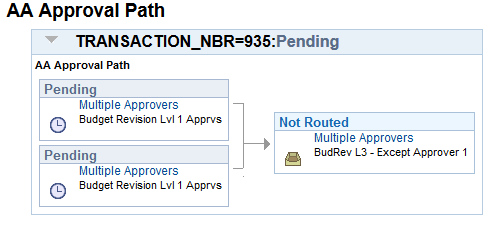 AA Approval Path
TRANSACTION_NBR=935:Pending
AA Approval Path
Pending
Multiple Approvers
Budget Revision Lvl 1 Apprvs
Pending
Multiple Approvers
Budget Revision Lvl 1 Apprvs
Not Routed
Multiple Approvers
BudRev L3 - Except Approver 1